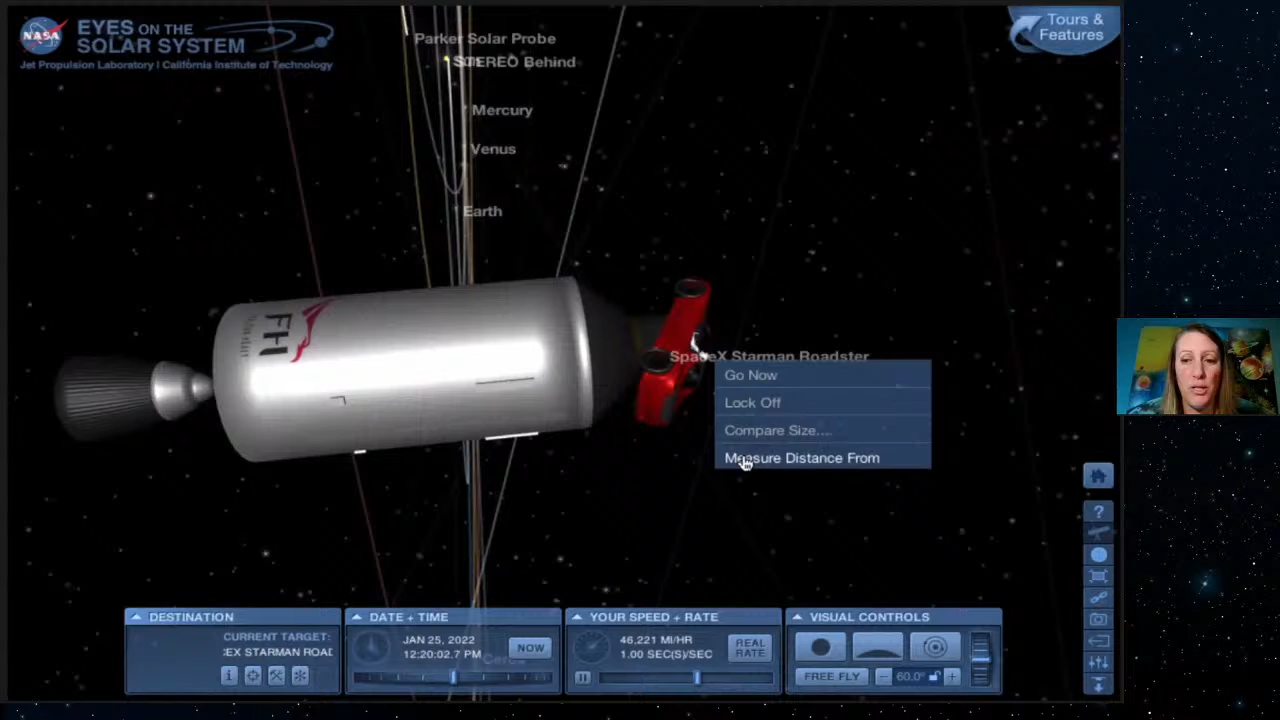 NASA
EYES ON THE
SOLAR SYSTEM
Jet Propulsion Laboratory | California Institute of Technology
Tours &
Features
Parker Solar Probe
STEREO Behind
Mercury
Venus
Earth
FH
SpaceX Starman Roadster
Go Now
Lock Off
Compare Size....
Measure Distance From
?
DESTINATION
CURRENT TARGET:
:EX STARMAN ROAD
DATE + TIME
JAN 25, 2022
12:20:02.7 PM
NOW
YOUR SPEED + RATE
46,221 MI/HR
1.00 SEC(S)/SEC
REAL
RATE
VISUAL CONTROLS
FREE FLY
60.0°